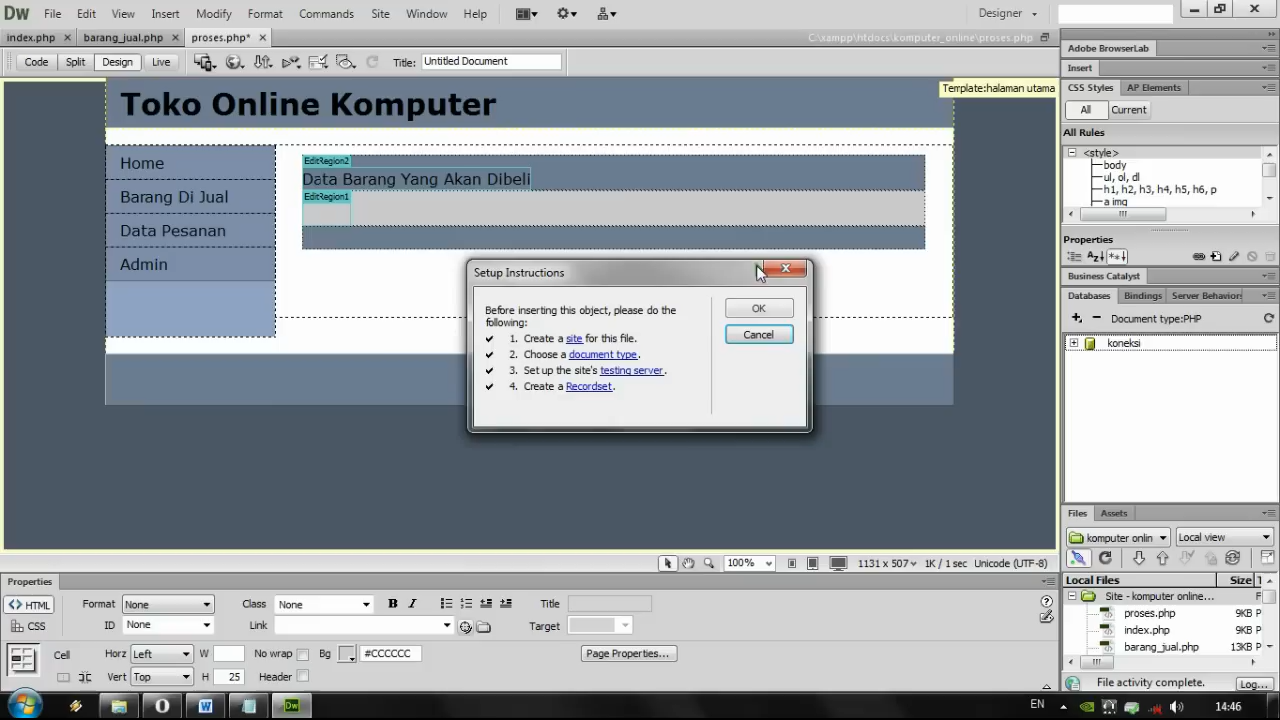 Dw File Edit View Insert Modify Format Commands Site Window Help Designer
index.php × barang_jual.php × proses.php* × C:\xampp\htdocs\komputer_online\proses.php
Code Split Design Live Title: Untitled Document
Template:halaman utama
Toko Online Komputer
Home
Barang Di Jual
Data Pesanan
Admin
EditRegion2
Data Barang Yang Akan Dibeli
EditRegion1
Setup Instructions
Before inserting this object, please do the
following:
✔ 1. Create a site for this file.
✔ 2. Choose a document type.
✔ 3. Set up the site's testing server.
✔ 4. Create a Recordset.
OK
Cancel
Adobe BrowserLab
Insert
CSS Styles AP Elements
All Current
All Rules
<style>
body
ul, ol, dl
h1, h2, h3, h4, h5, h6, p
a img
Properties
Business Catalyst
Databases Bindings Server Behaviors
Document type:PHP
koneksi
Files Assets
komputer onlin Local view
Local Files Size
Site - komputer online... F
proses.php 9KB P
index.php 9KB P
barang_jual.php 13KB P
File activity complete. Log...
100% 1131 x 507 1K / 1 sec Unicode (UTF-8)
Properties
<> HTML Format None Class None B I Title
CSS ID None Link Target
Cell Horz Left W No wrap Bg #CCCCCC Page Properties...
Vert Top H 25 Header
EN 14:46